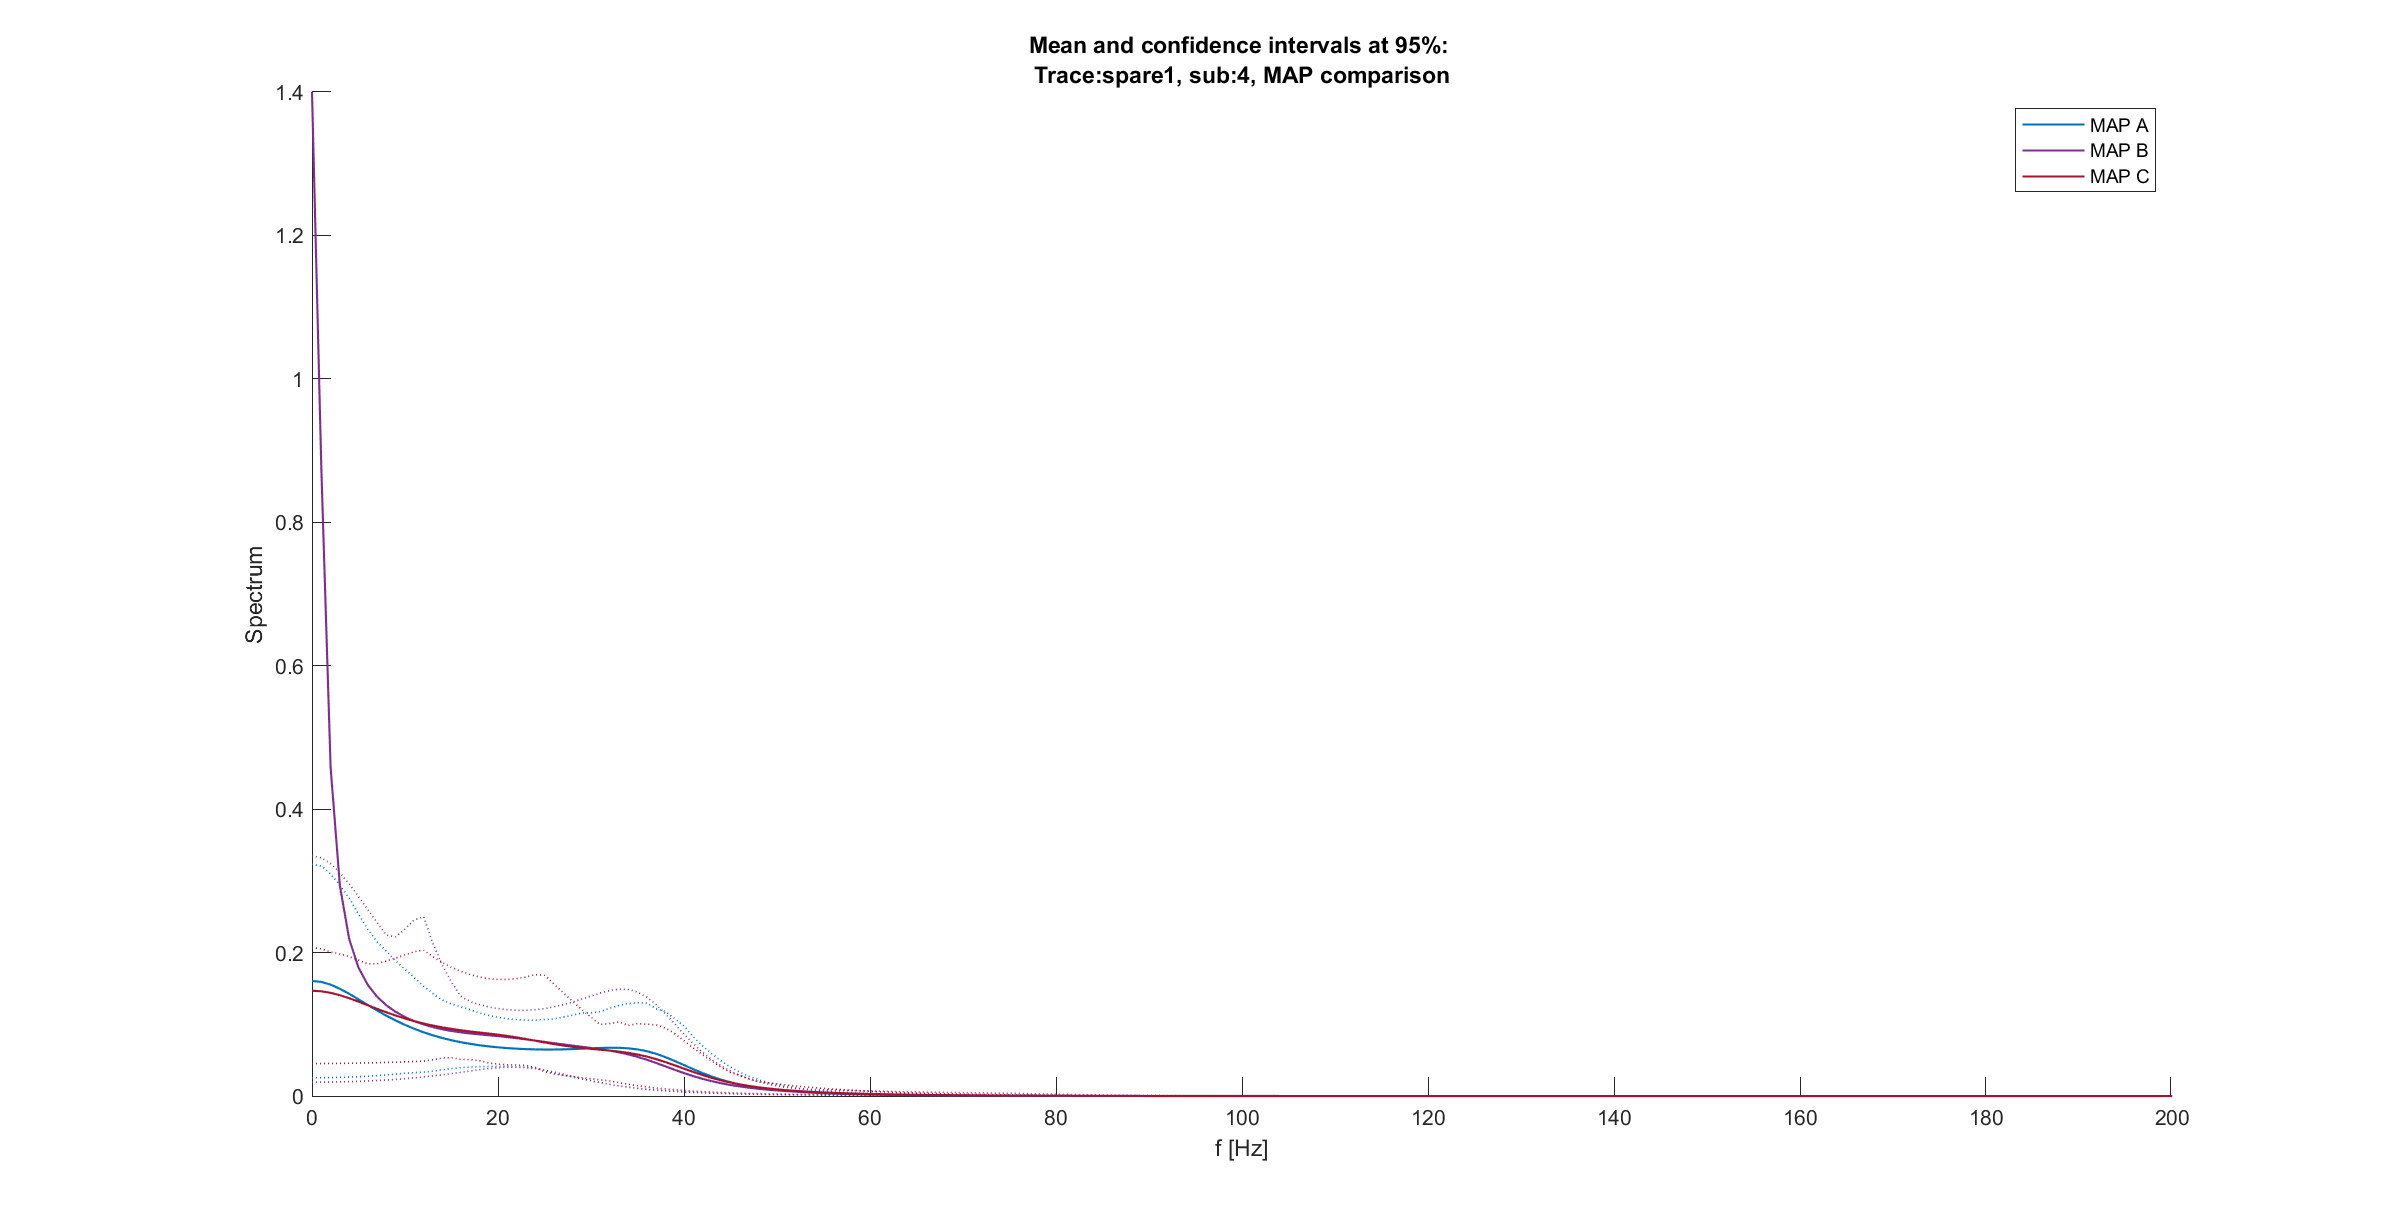 Mean and confidence intervals at 95%:
Trace:spare1, sub:4, MAP comparison
MAP A
MAP B
MAP C
1.4
1.2
1
0.8
0.6
0.4
0.2
0
Spectrum
0 20 40 60 80 100 120 140 160 180 200
f [Hz]